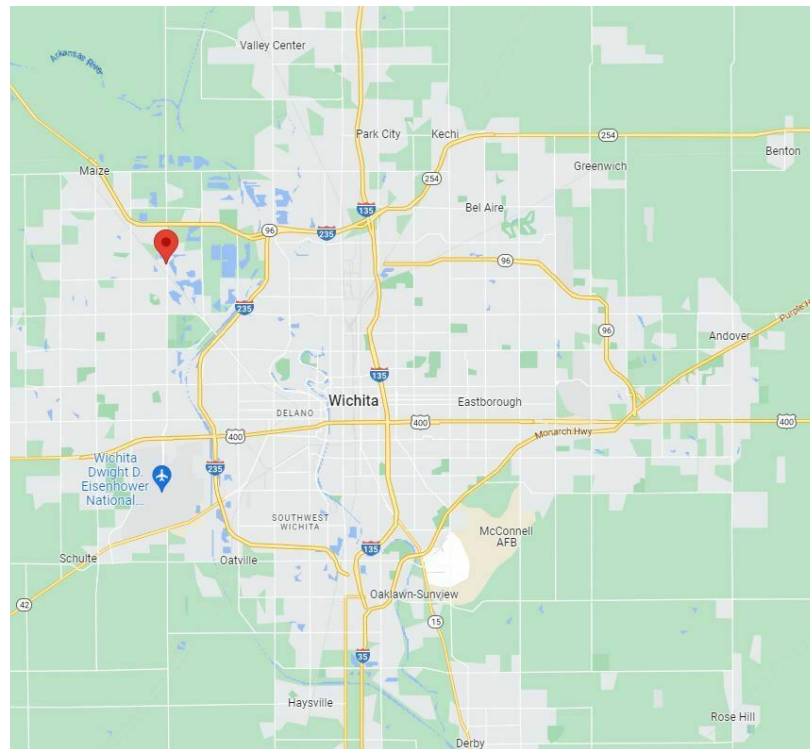 Valley Center
Arkansas River
Park City
Kechi
254
Benton
Greenwich
Maize
254
Bel Aire
135
96
235
96
235
96
Andover
Purple H
135
Wichita
Eastborough
DELANO
400
400
400
Monarch Hwy
Wichita
Dwight D.
Eisenhower
National...
235
SOUTHWEST
WICHITA
McConnell
AFB
135
Schulte
Oatville
Oaklawn-Sunview
42
15
35
Haysville
Rose Hill
Derby